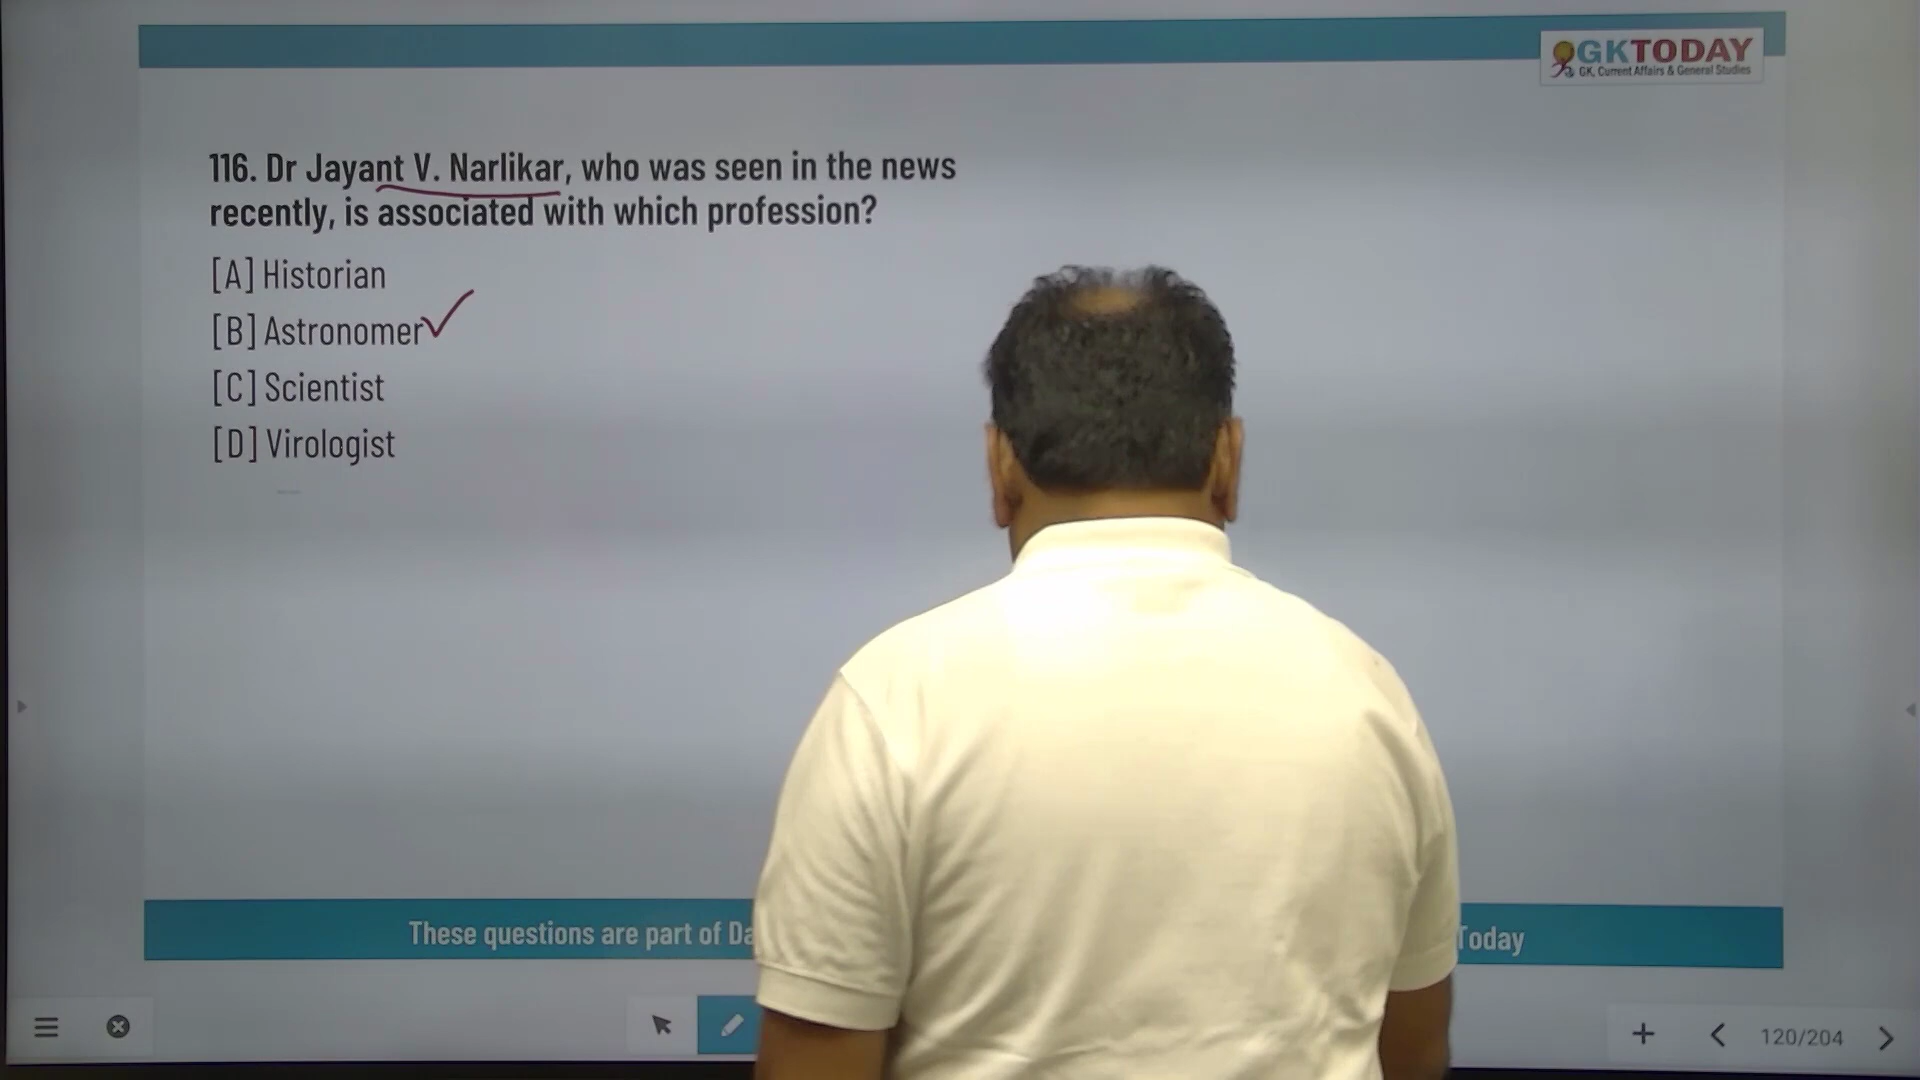 GKTODAY
GK, Current Affairs & General Studies
116. Dr Jayant V. Narlikar, who was seen in the news
recently, is associated with which profession?
[A] Historian
[B] Astronomer
[C] Scientist
[D] Virologist
These questions are part of
Today
120/204